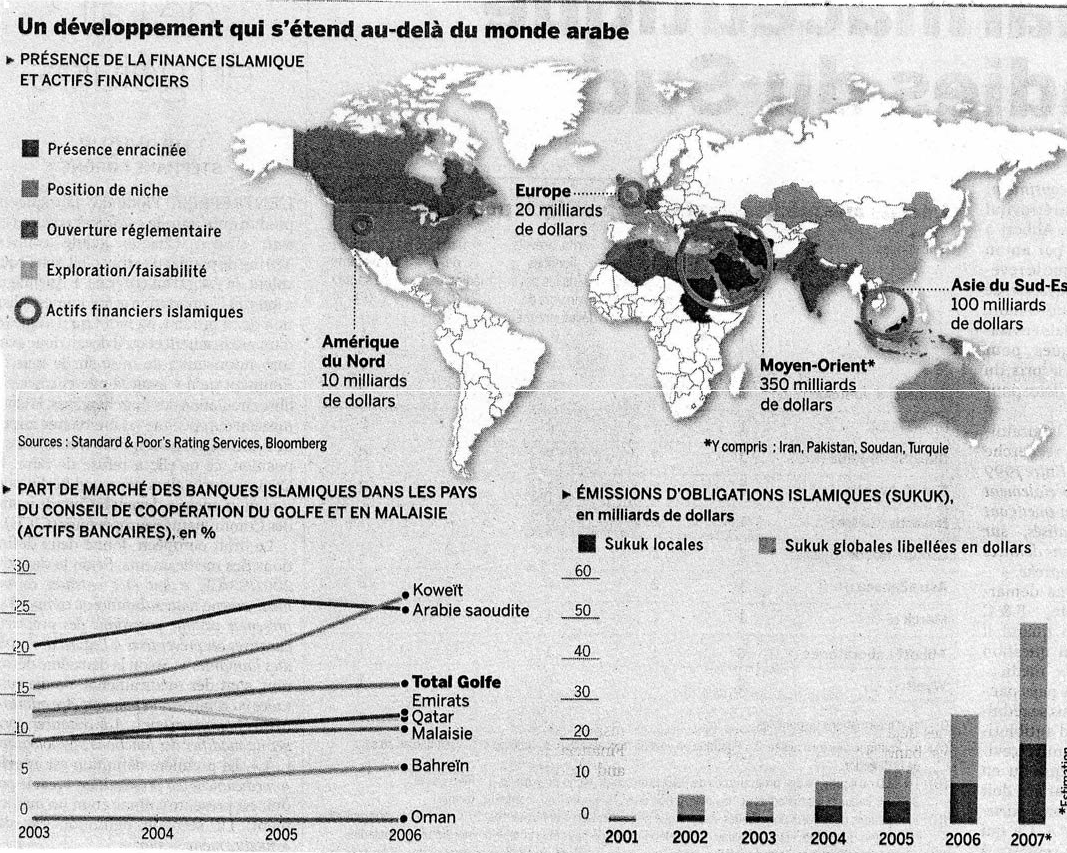 Un développement qui s'étend au-delà du monde arabe
▸ PRÉSENCE DE LA FINANCE ISLAMIQUE
ET ACTIFS FINANCIERS
Présence enracinée
Position de niche
Ouverture réglementaire
Exploration/faisabilité
Actifs financiers islamiques
Amérique
du Nord
10 milliards
de dollars
Europe
20 milliards
de dollars
Moyen-Orient*
350 milliards
de dollars
Asie du Sud-Es
100 milliards
de dollars
Sources : Standard & Poor's Rating Services, Bloomberg
*Y compris : Iran, Pakistan, Soudan, Turquie
▸ PART DE MARCHÉ DES BANQUES ISLAMIQUES DANS LES PAYS
DU CONSEIL DE COOPÉRATION DU GOLFE ET EN MALAISIE
(ACTIFS BANCAIRES), en %
30
25
20
15
10
5
0
Koweït
Arabie saoudite
Total Golfe
Emirats
Qatar
Malaisie
Bahreïn
Oman
2003 2004 2005 2006
▸ ÉMISSIONS D'OBLIGATIONS ISLAMIQUES (SUKUK),
en milliards de dollars
Sukuk locales Sukuk globales libellées en dollars
60
50
40
30
20
10
0
2001 2002 2003 2004 2005 2006 2007*
*Estimation